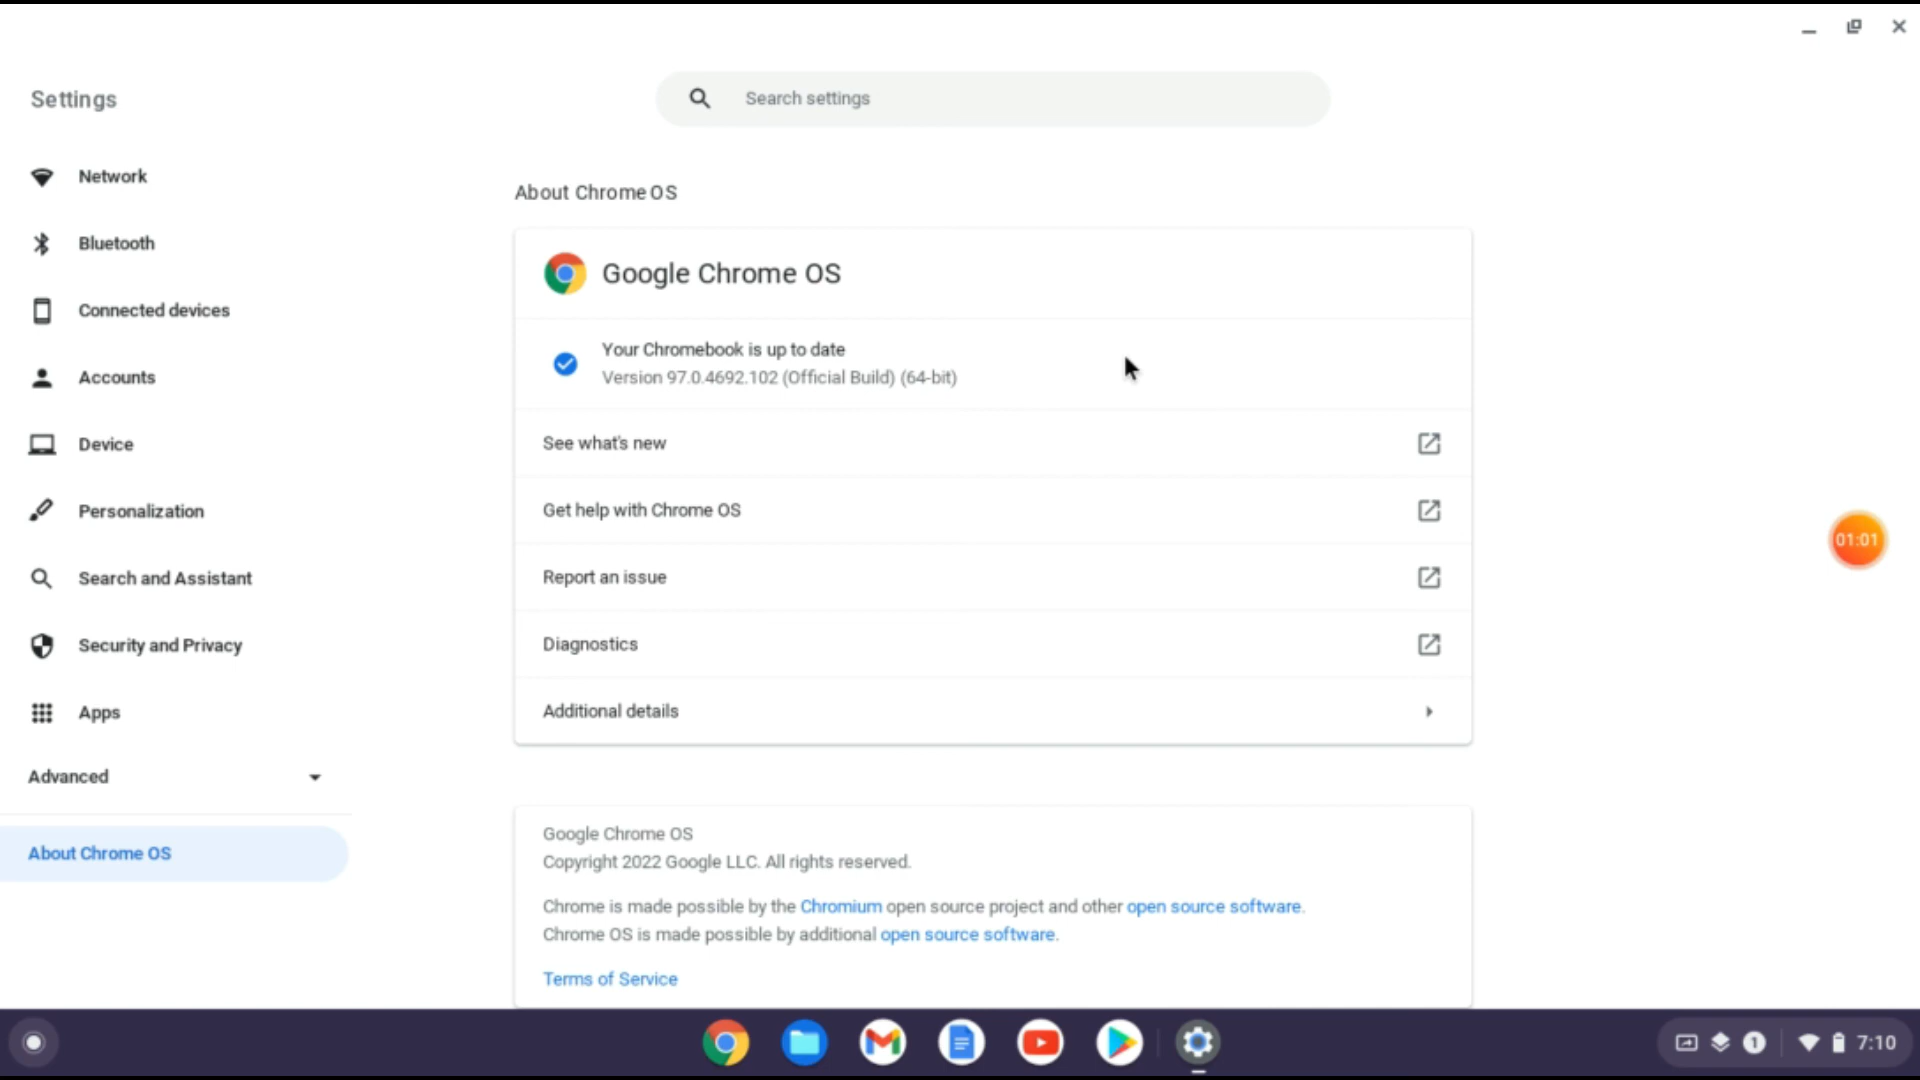 Settings
Search settings
Network
Bluetooth
Connected devices
Accounts
Device
Personalization
Search and Assistant
Security and Privacy
Apps
Advanced
About Chrome OS
About Chrome OS
Google Chrome OS
Your Chromebook is up to date
Version 97.0.4692.102 (Official Build) (64-bit)
See what's new
Get help with Chrome OS
Report an issue
Diagnostics
Additional details
Google Chrome OS
Copyright 2022 Google LLC. All rights reserved.
Chrome is made possible by the Chromium open source project and other open source software.
Chrome OS is made possible by additional open source software.
Terms of Service
01:01
1
7:10